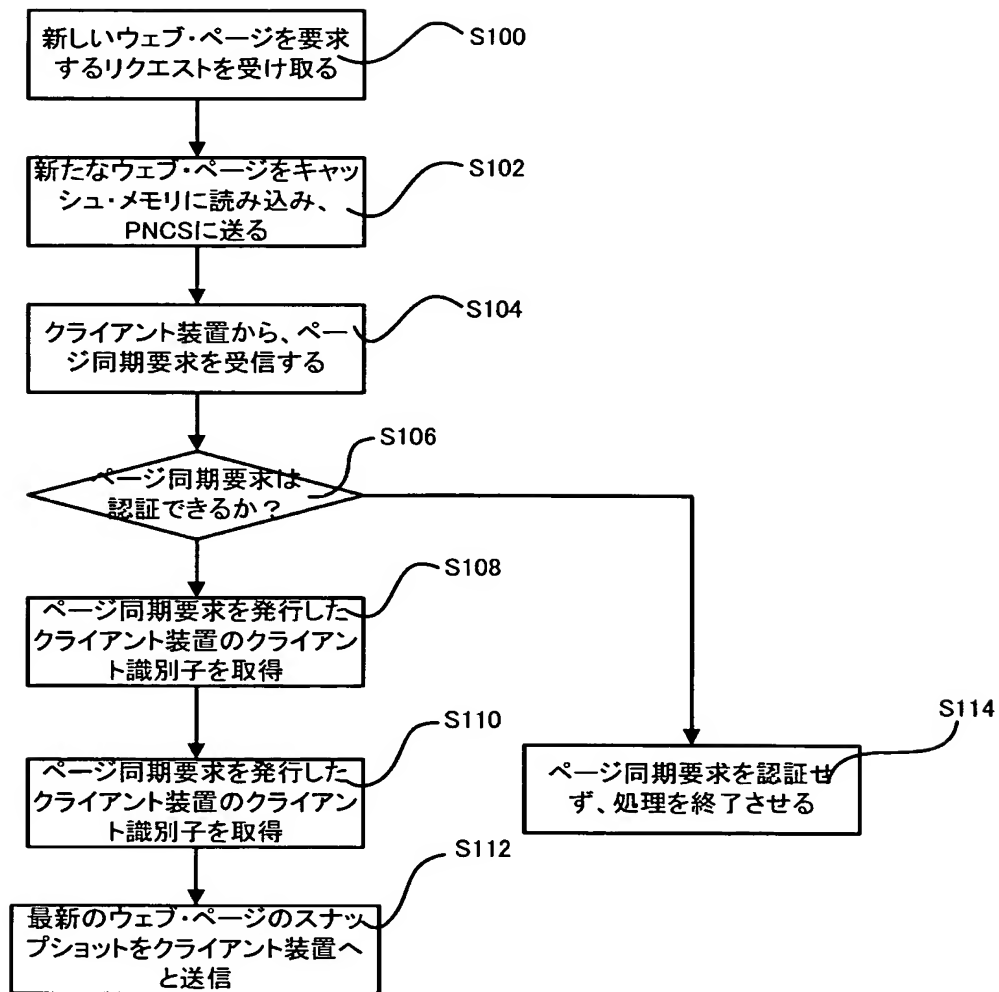 新しいウェブ・ページを要求
するリクエストを受け取る
S100
新たなウェブ・ページをキャッ
シュ・メモリに読み込み、
PNCSに送る
S102
クライアント装置から、ペー
ジ同期要求を受信する
S104
ページ同期要求は
認証できるか?
S106
ページ同期要求を発行した
クライアント装置のクライアン
ト識別子を取得
S108
ページ同期要求を発行した
クライアント装置のクライアン
ト識別子を取得
S110
ページ同期要求を認証せ
ず、処理を終了させる
S114
最新のウェブ・ページのスナッ
プショットをクライアント装置へ
と送信
S112